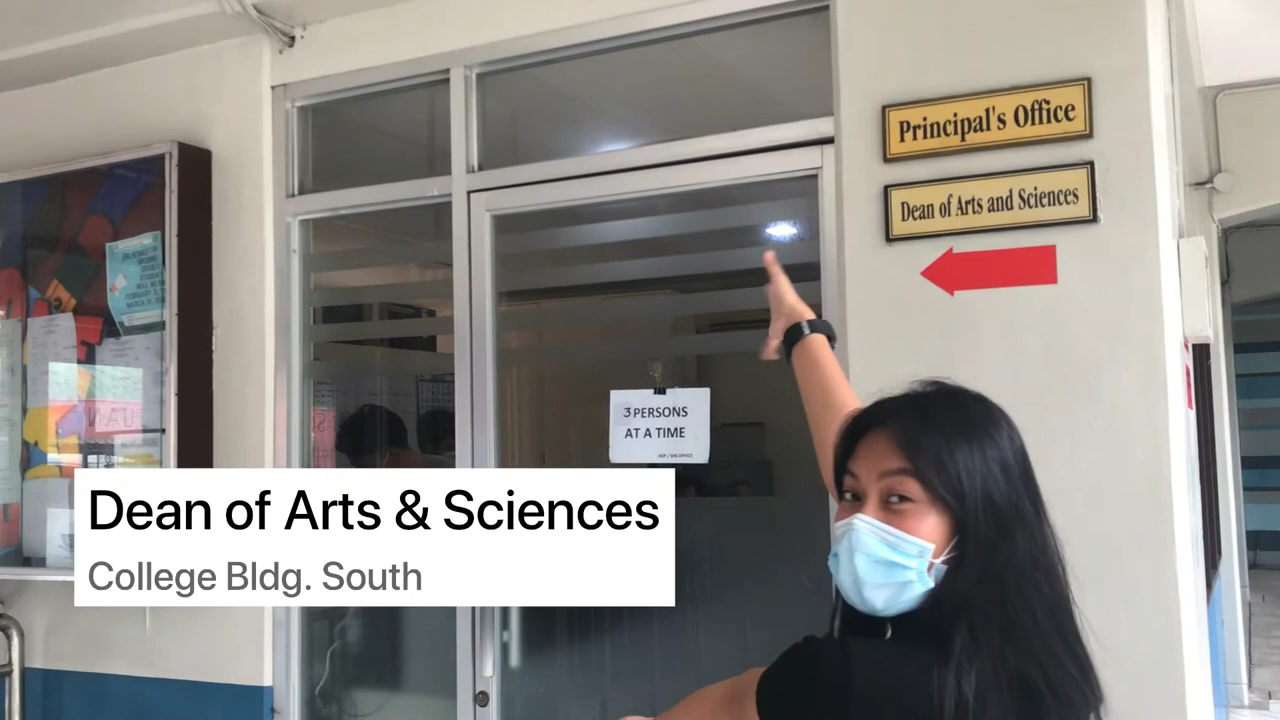 Principal's Office
Dean of Arts and Sciences
3 PERSONS
AT A TIME
Dean of Arts & Sciences
College Bldg. South